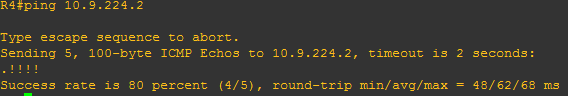 R4#ping 10.9.224.2
Type escape sequence to abort.
Sending 5, 100-byte ICMP Echos to 10.9.224.2, timeout is 2 seconds:
.!!!!
Success rate is 80 percent (4/5), round-trip min/avg/max = 48/62/68 ms